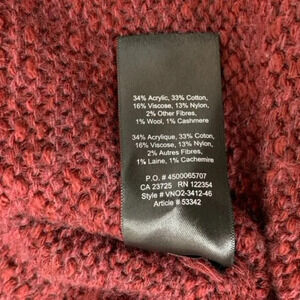 34% Acrylic, 33% Cotton,
16% Viscose, 13% Nylon,
2% Other Fibres,
1% Wool, 1% Cashmere
34% Acrylique, 33% Coton,
16% Viscose, 13% Nylon,
2% Autres Fibres,
1% Laine, 1% Cachemire
P.O. # 4500065707
CA 23725 RN 122354
Style # VNO2-3412-46
Article # 53342